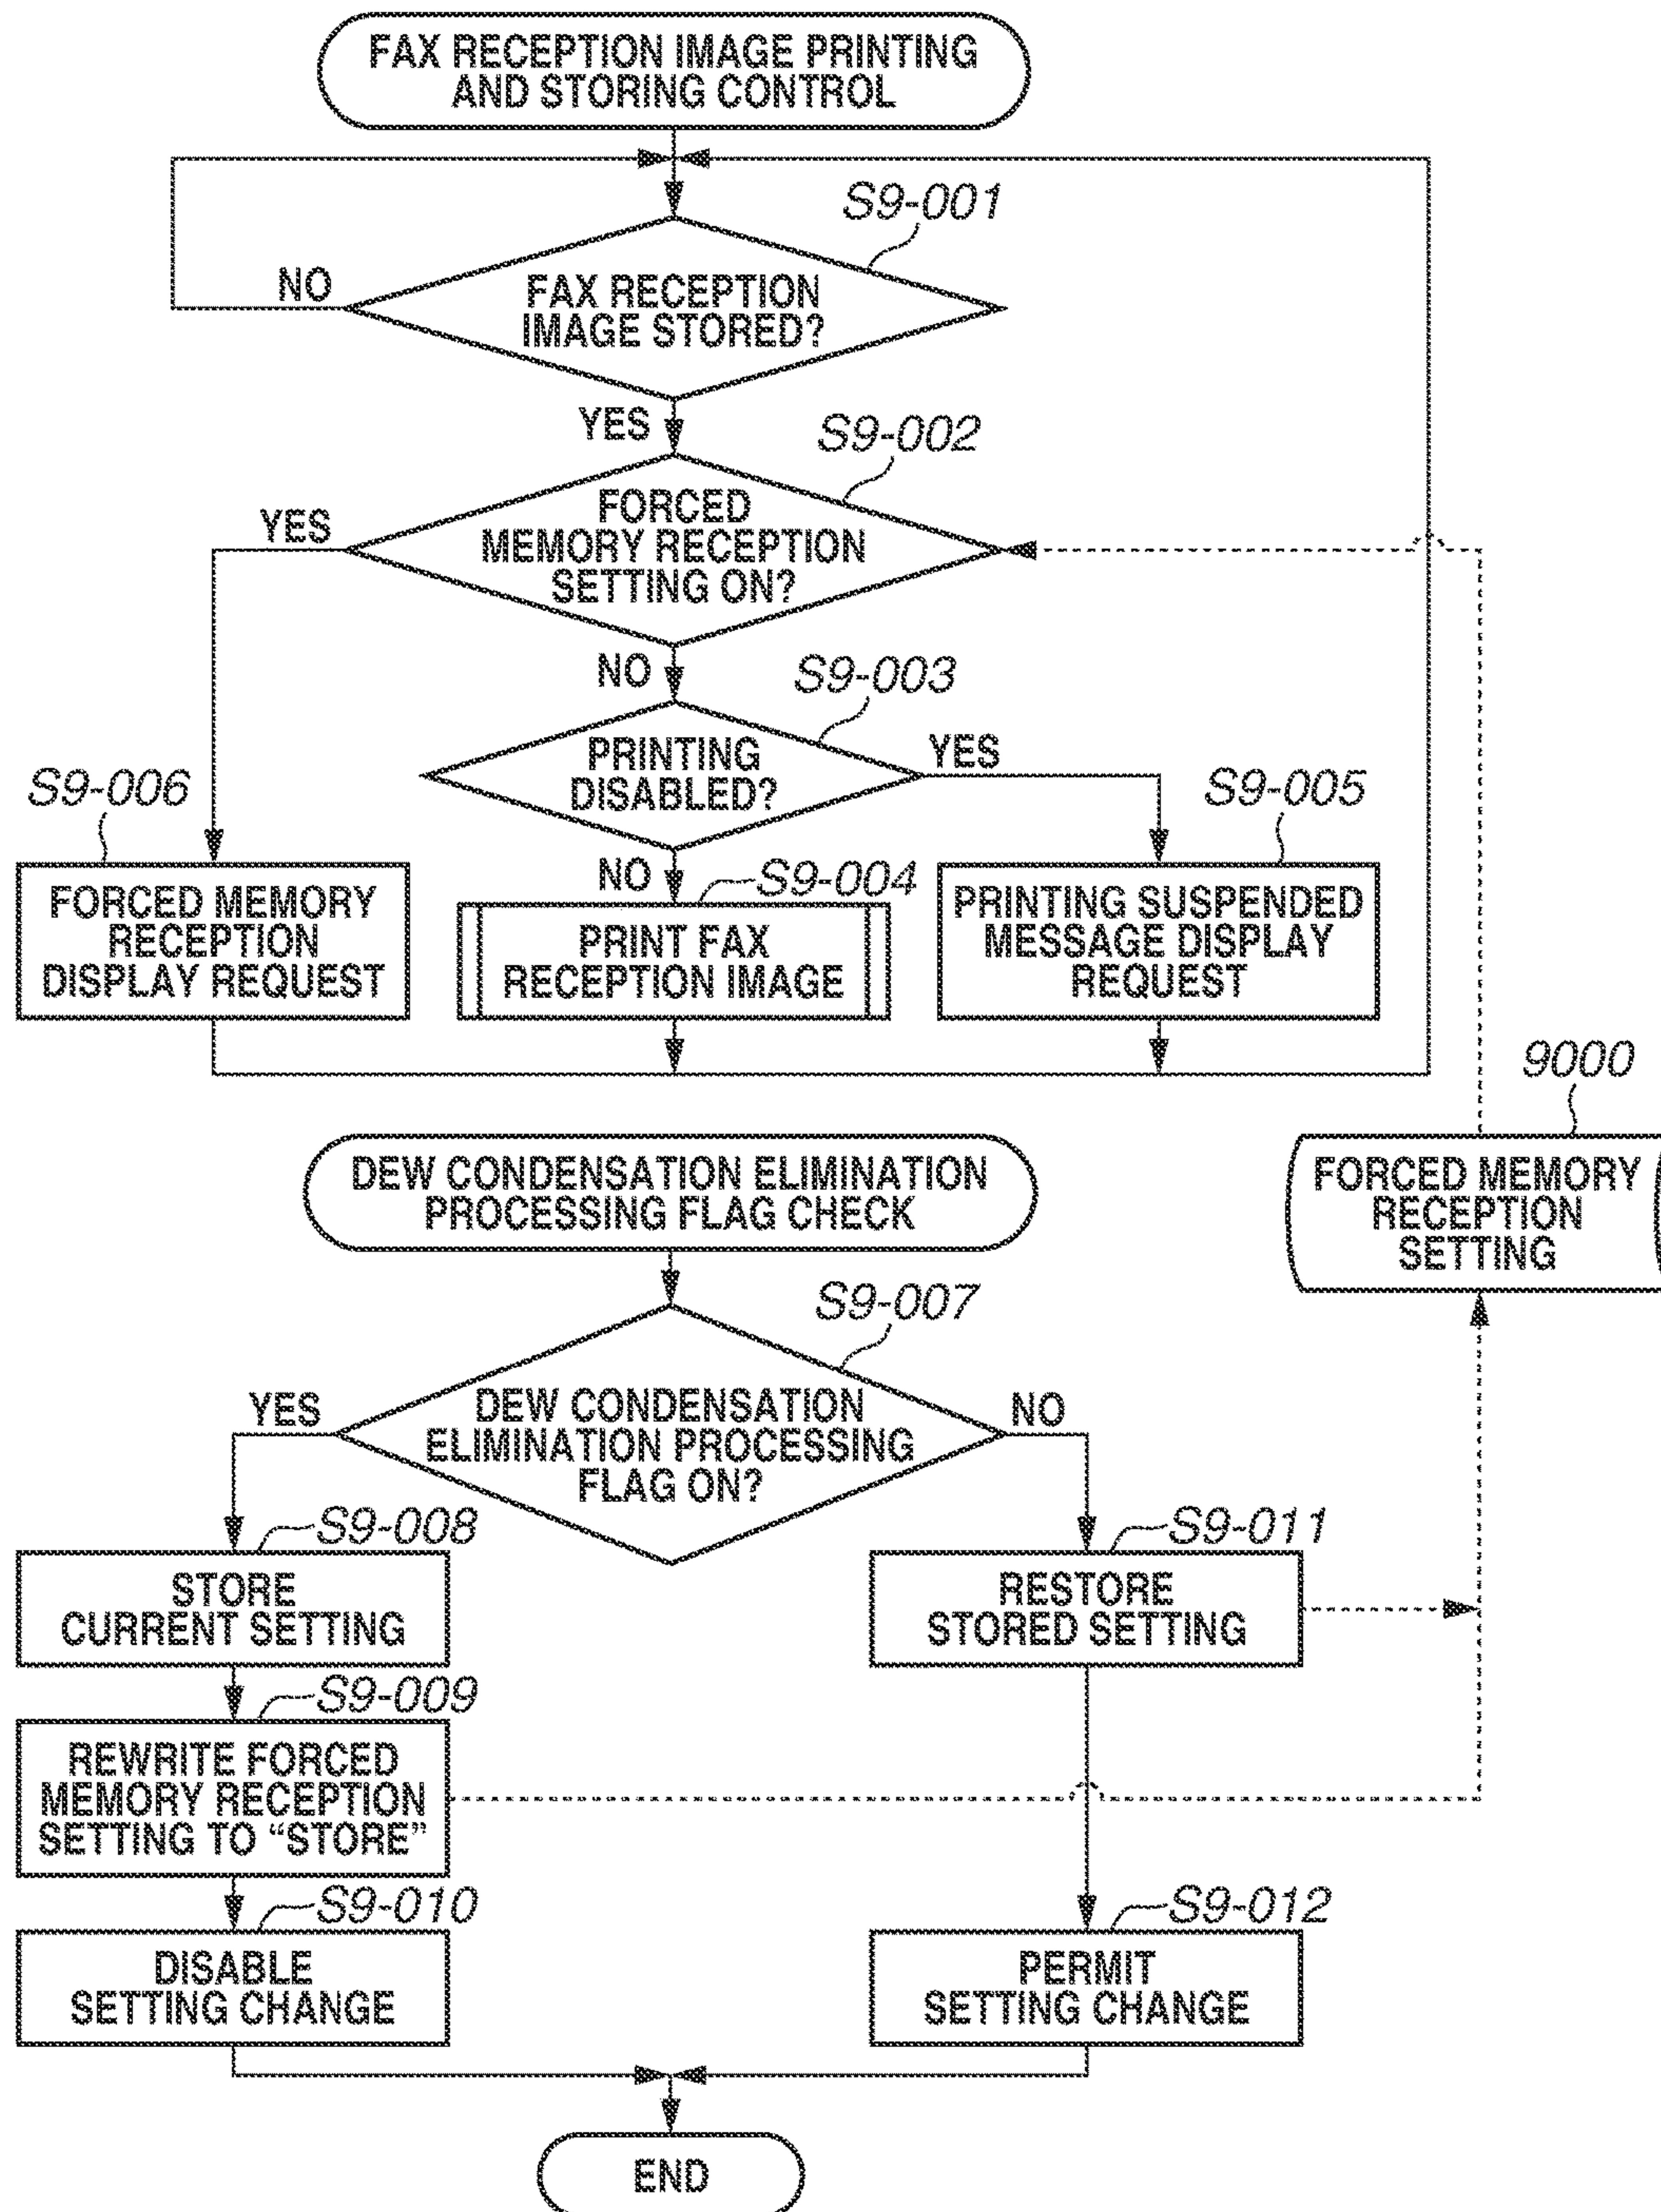 FAX RECEPTION IMAGE PRINTING
AND STORING CONTROL
S9-001
NO
FAX RECEPTION
IMAGE STORED?
YES
S9-002
YES
FORCED
MEMORY RECEPTION
SETTING ON?
NO
S9-003
PRINTING
DISABLED?
YES
S9-006
S9-005
NO
S9-004
FORCED MEMORY
RECEPTION
DISPLAY REQUEST
PRINT FAX
RECEPTION IMAGE
PRINTING SUSPENDED
MESSAGE DISPLAY
REQUEST
9000
FORCED MEMORY
RECEPTION
SETTING
DEW CONDENSATION ELIMINATION
PROCESSING FLAG CHECK
S9-007
YES
DEW CONDENSATION
ELIMINATION PROCESSING
FLAG ON?
NO
S9-008
STORE
CURRENT SETTING
S9-011
RESTORE
STORED SETTING
S9-009
REWRITE FORCED
MEMORY RECEPTION
SETTING TO “STORE”
S9-010
DISABLE
SETTING CHANGE
S9-012
PERMIT
SETTING CHANGE
END